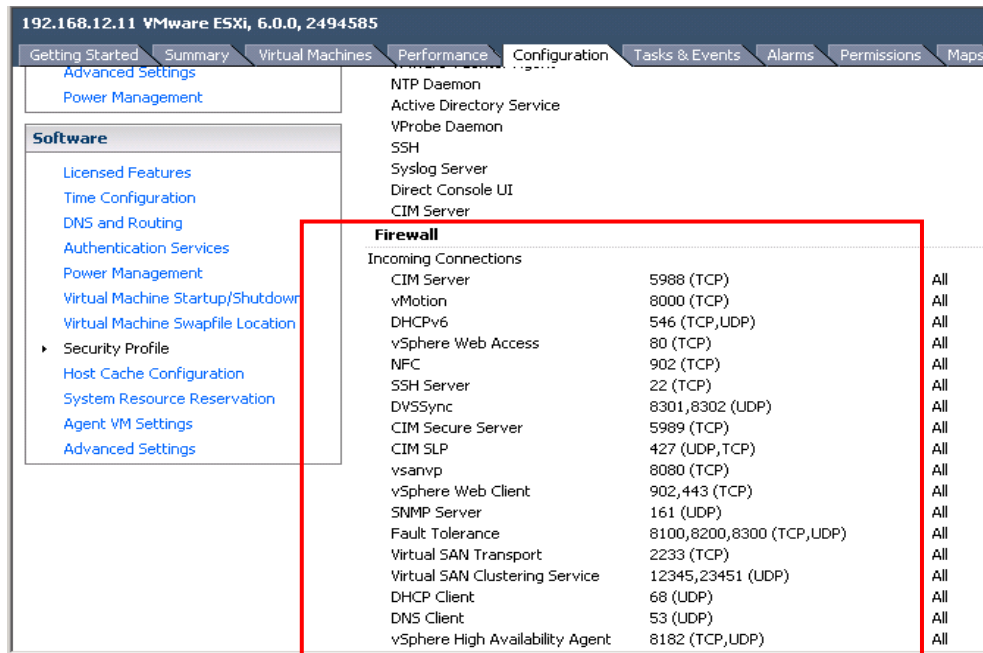 192.168.12.11 VMware ESXi, 6.0.0, 2494585
Getting Started Summary Virtual Machines Performance Configuration Tasks & Events Alarms Permissions Maps
Advanced Settings
Power Management
Software
Licensed Features
Time Configuration
DNS and Routing
Authentication Services
Power Management
Virtual Machine Startup/Shutdown
Virtual Machine Swapfile Location
Security Profile
Host Cache Configuration
System Resource Reservation
Agent VM Settings
Advanced Settings
NTP Daemon
Active Directory Service
VProbe Daemon
SSH
Syslog Server
Direct Console UI
CIM Server
Firewall
Incoming Connections
CIM Server 5988 (TCP) All
vMotion 8000 (TCP) All
DHCPv6 546 (TCP,UDP) All
vSphere Web Access 80 (TCP) All
NFC 902 (TCP) All
SSH Server 22 (TCP) All
DVSSync 8301,8302 (UDP) All
CIM Secure Server 5989 (TCP) All
CIM SLP 427 (UDP,TCP) All
vsanvp 8080 (TCP) All
vSphere Web Client 902,443 (TCP) All
SNMP Server 161 (UDP) All
Fault Tolerance 8100,8200,8300 (TCP,UDP) All
Virtual SAN Transport 2233 (TCP) All
Virtual SAN Clustering Service 12345,23451 (UDP) All
DHCP Client 68 (UDP) All
DNS Client 53 (UDP) All
vSphere High Availability Agent 8182 (TCP,UDP) All